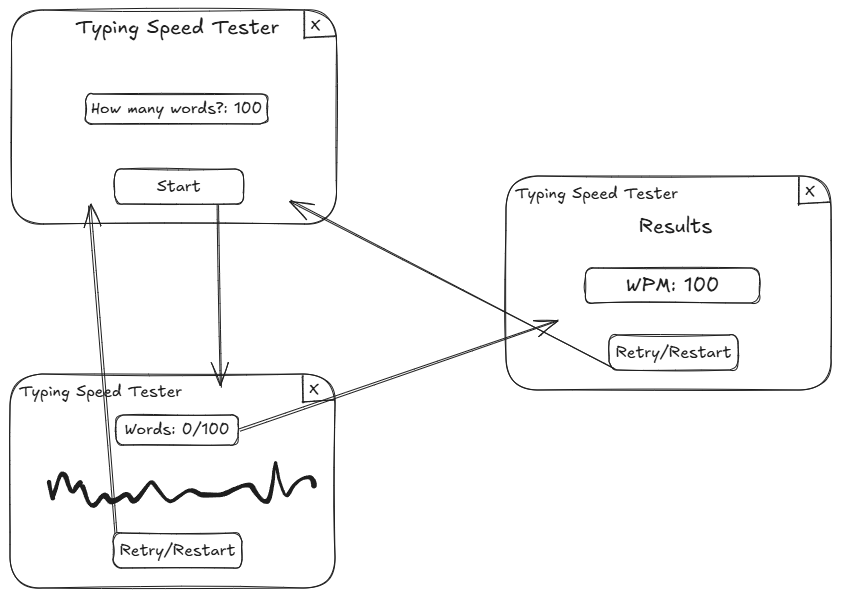 Typing Speed Tester
X
How many words?: 100
Start
Typing Speed Tester
X
Results
WPM: 100
Retry/Restart
Typing Speed Tester
X
Words: 0/100
Retry/Restart